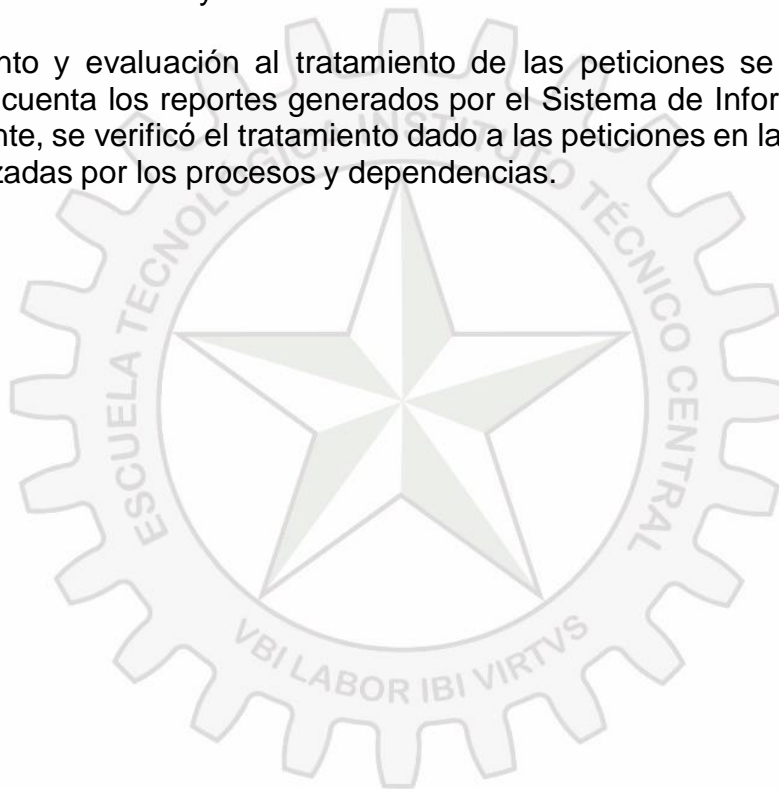 y
nto y evaluación al tratamiento de las peticiones se
cuenta los reportes generados por el Sistema de Infor
nte, se verificó el tratamiento dado a las peticiones en la
zadas por los procesos y dependencias.
ESCUELA TECNOLÓGICA INSTITUTO TÉCNICO CENTRAL
VBI LABOR IBI VIRTVS